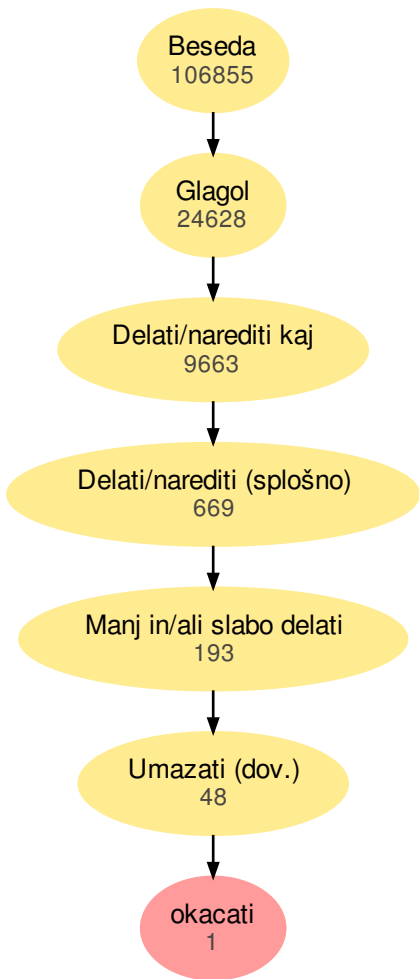 Beseda
106855
Glagol
24628
Delati/narediti kaj
9663
Delati/narediti (splošno)
669
Manj in/ali slabo delati
193
Umazati (dov.)
48
okacati
1